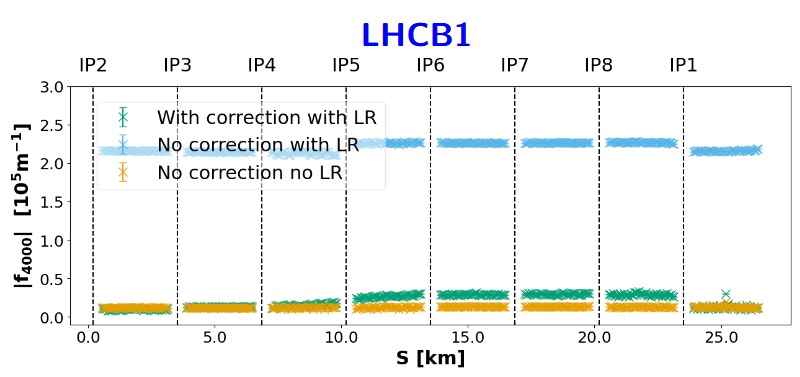 LHCB1
IP2 IP3 IP4 IP5 IP6 IP7 IP8 IP1
3.0
2.5
2.0
1.5
1.0
0.5
0.0
|f₄₀₀₀| [10⁵m⁻¹]
With correction with LR
No correction with LR
No correction no LR
0.0 5.0 10.0 15.0 20.0 25.0
S [km]